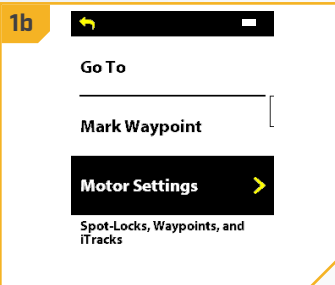 1b
Go To
Mark Waypoint
Motor Settings
Spot-Locks, Waypoints, and
iTracks